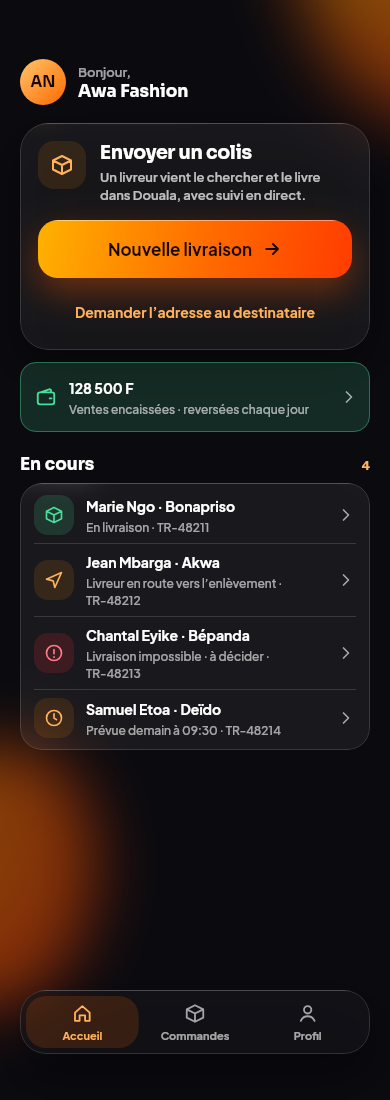 AN
Bonjour,
Awa Fashion
Envoyer un colis
Un livreur vient le chercher et le livre
dans Douala, avec suivi en direct.
Nouvelle livraison →
Demander l’adresse au destinataire
128 500 F
Ventes encaissées · reversées chaque jour
En cours
4
Marie Ngo · Bonapriso
En livraison · TR-48211
Jean Mbarga · Akwa
Livreur en route vers l’enlèvement ·
TR-48212
Chantal Eyike · Bépanda
Livraison impossible · à décider ·
TR-48213
Samuel Etoa · Deïdo
Prévue demain à 09:30 · TR-48214
Accueil
Commandes
Profil